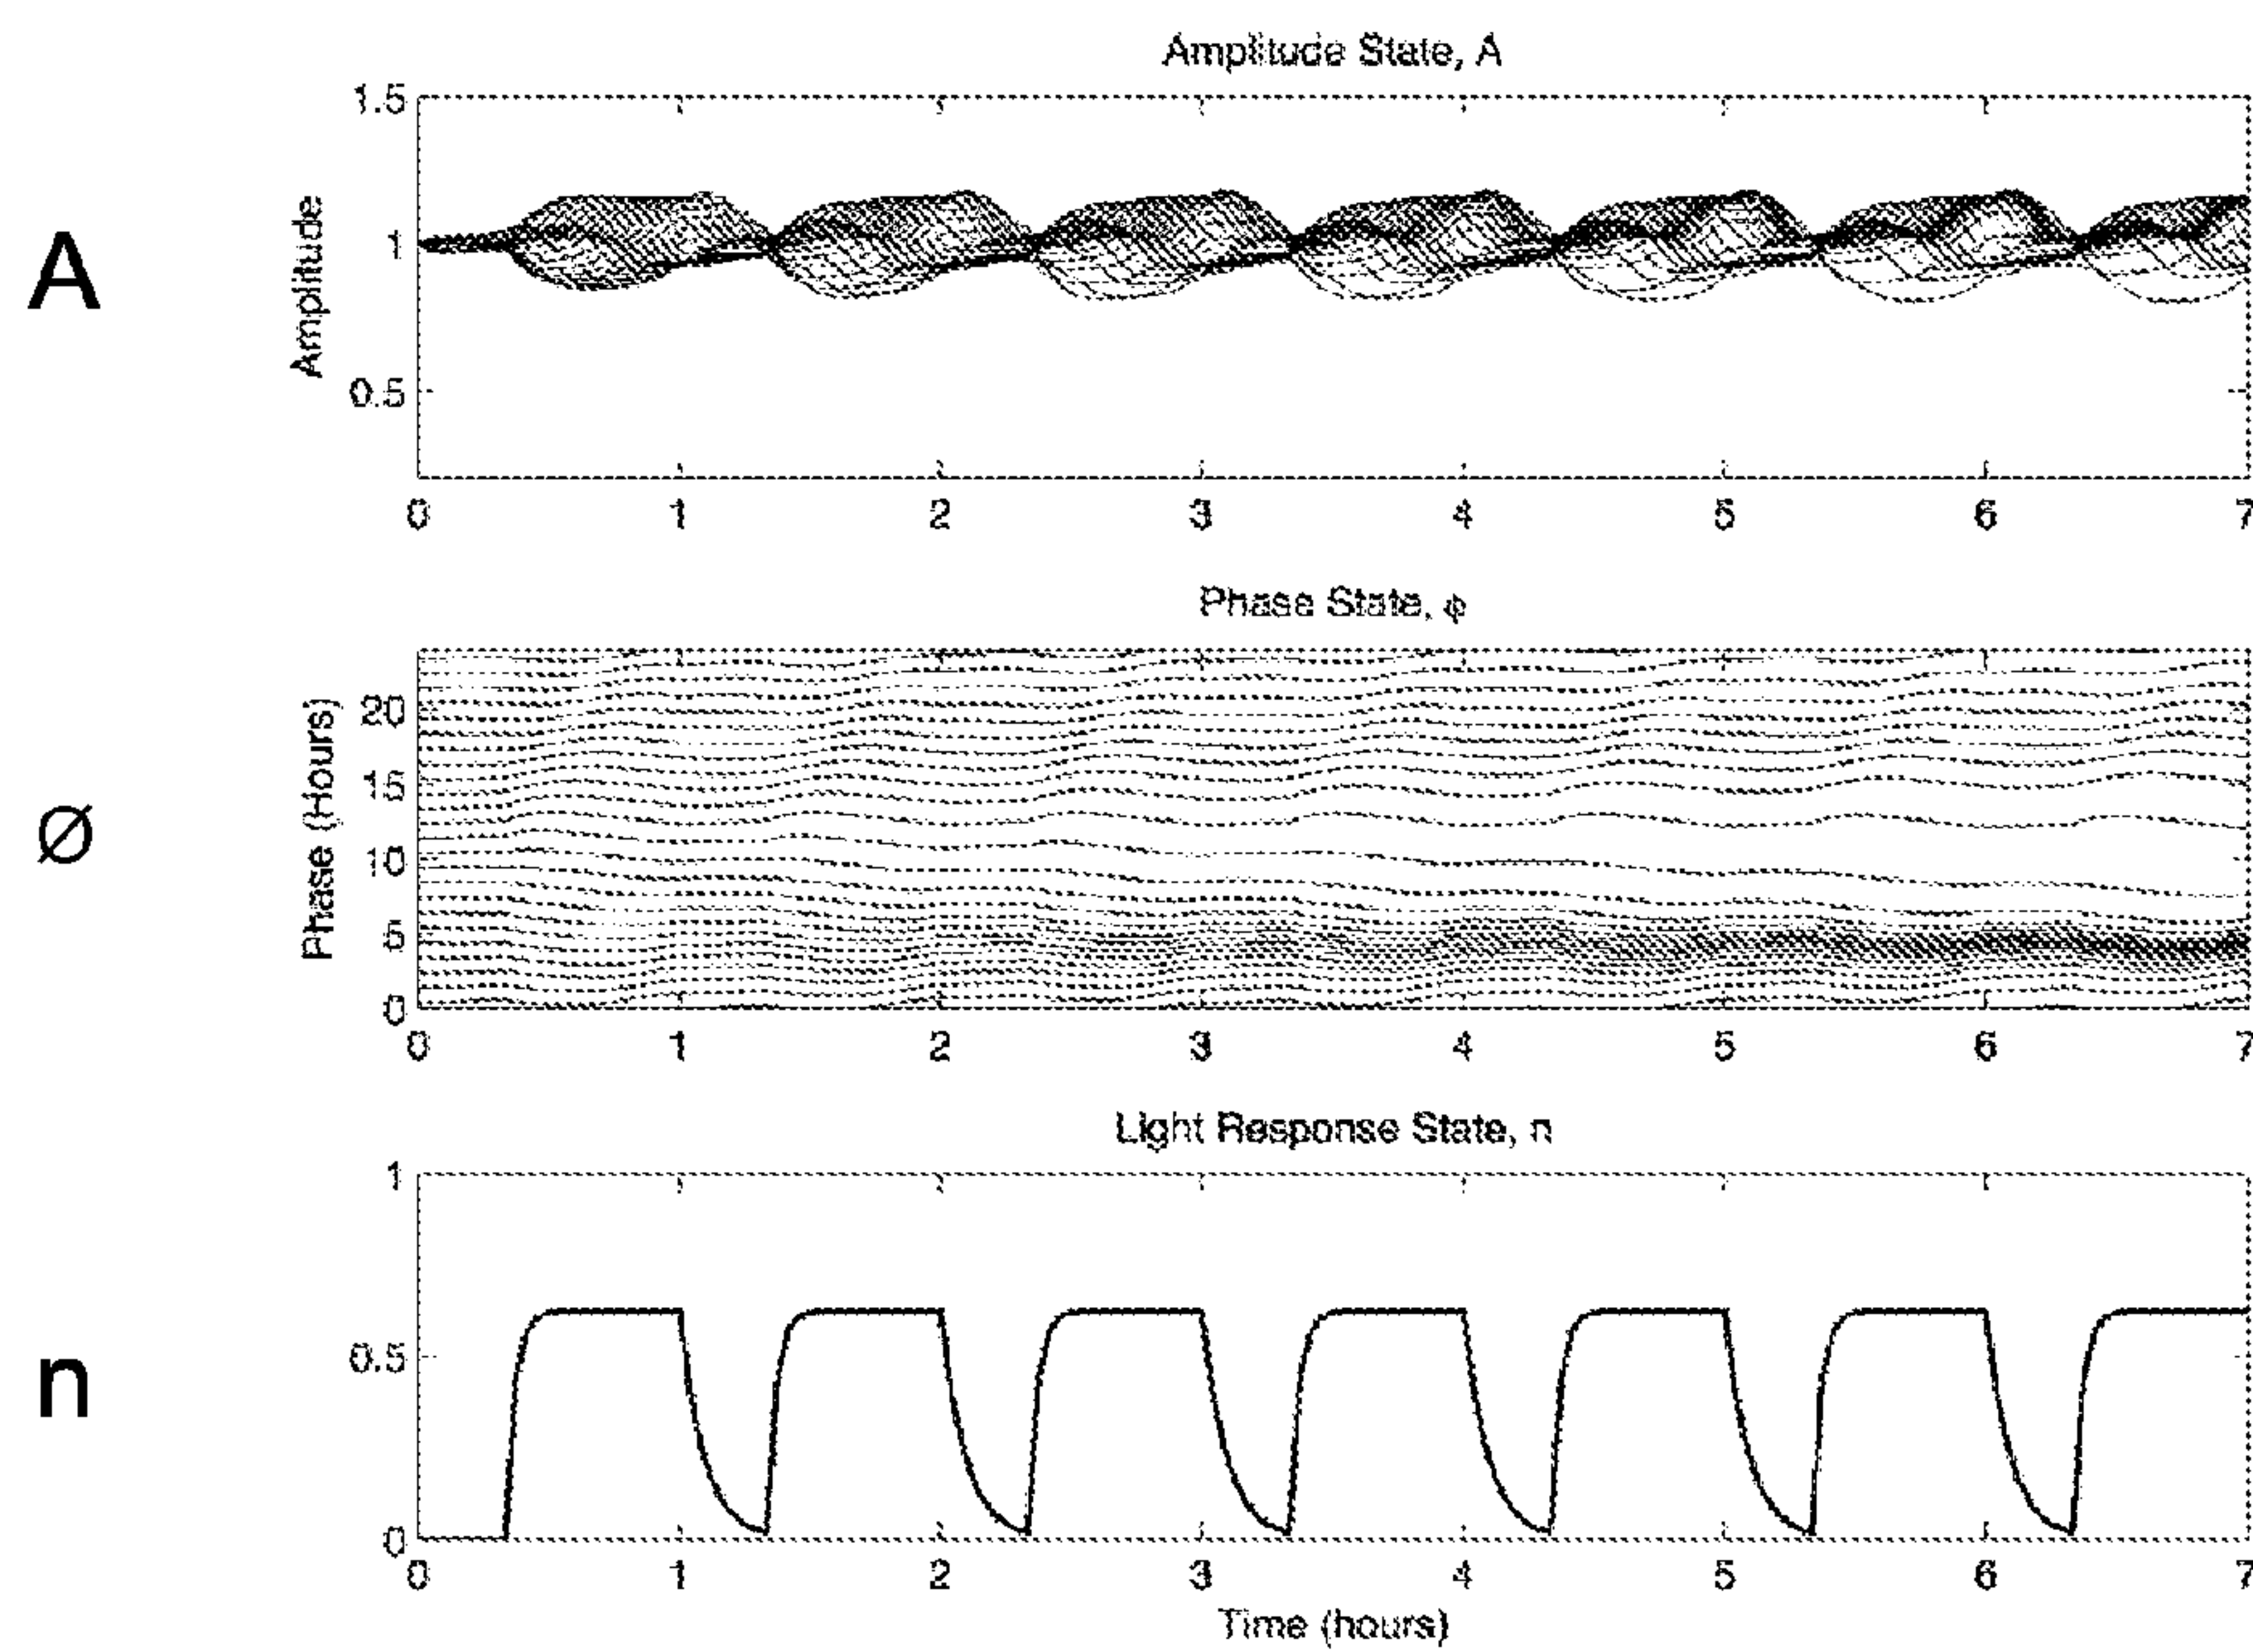 Amplitude State, A
1.5
1
0.5
Amplitude
A
0 1 2 3 4 5 6 7
Phase State, ϕ
20
15
10
5
0
Phase (Hours)
Ø
0 1 2 3 4 5 6 7
Light Response State, n
1
0.5
0
n
0 1 2 3 4 5 6 7
Time (hours)